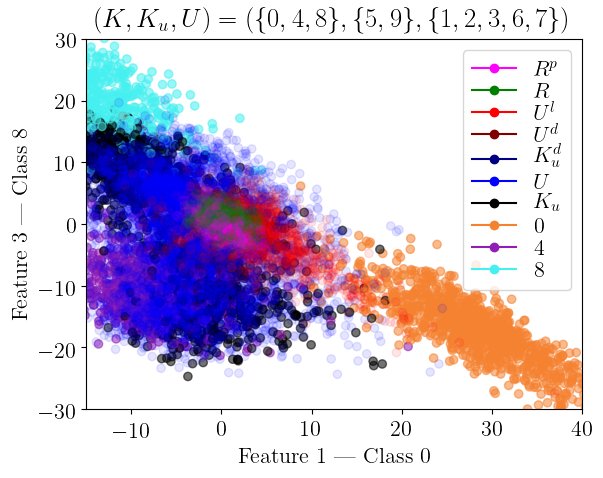 (K, K_u, U) = ({0, 4, 8}, {5, 9}, {1, 2, 3, 6, 7})
30
20
10
0
−10
−20
−30
Feature 3 — Class 8
R^p
R
U^l
U^d
K_u^d
U
K_u
0
4
8
−10
0
10
20
30
40
Feature 1 — Class 0